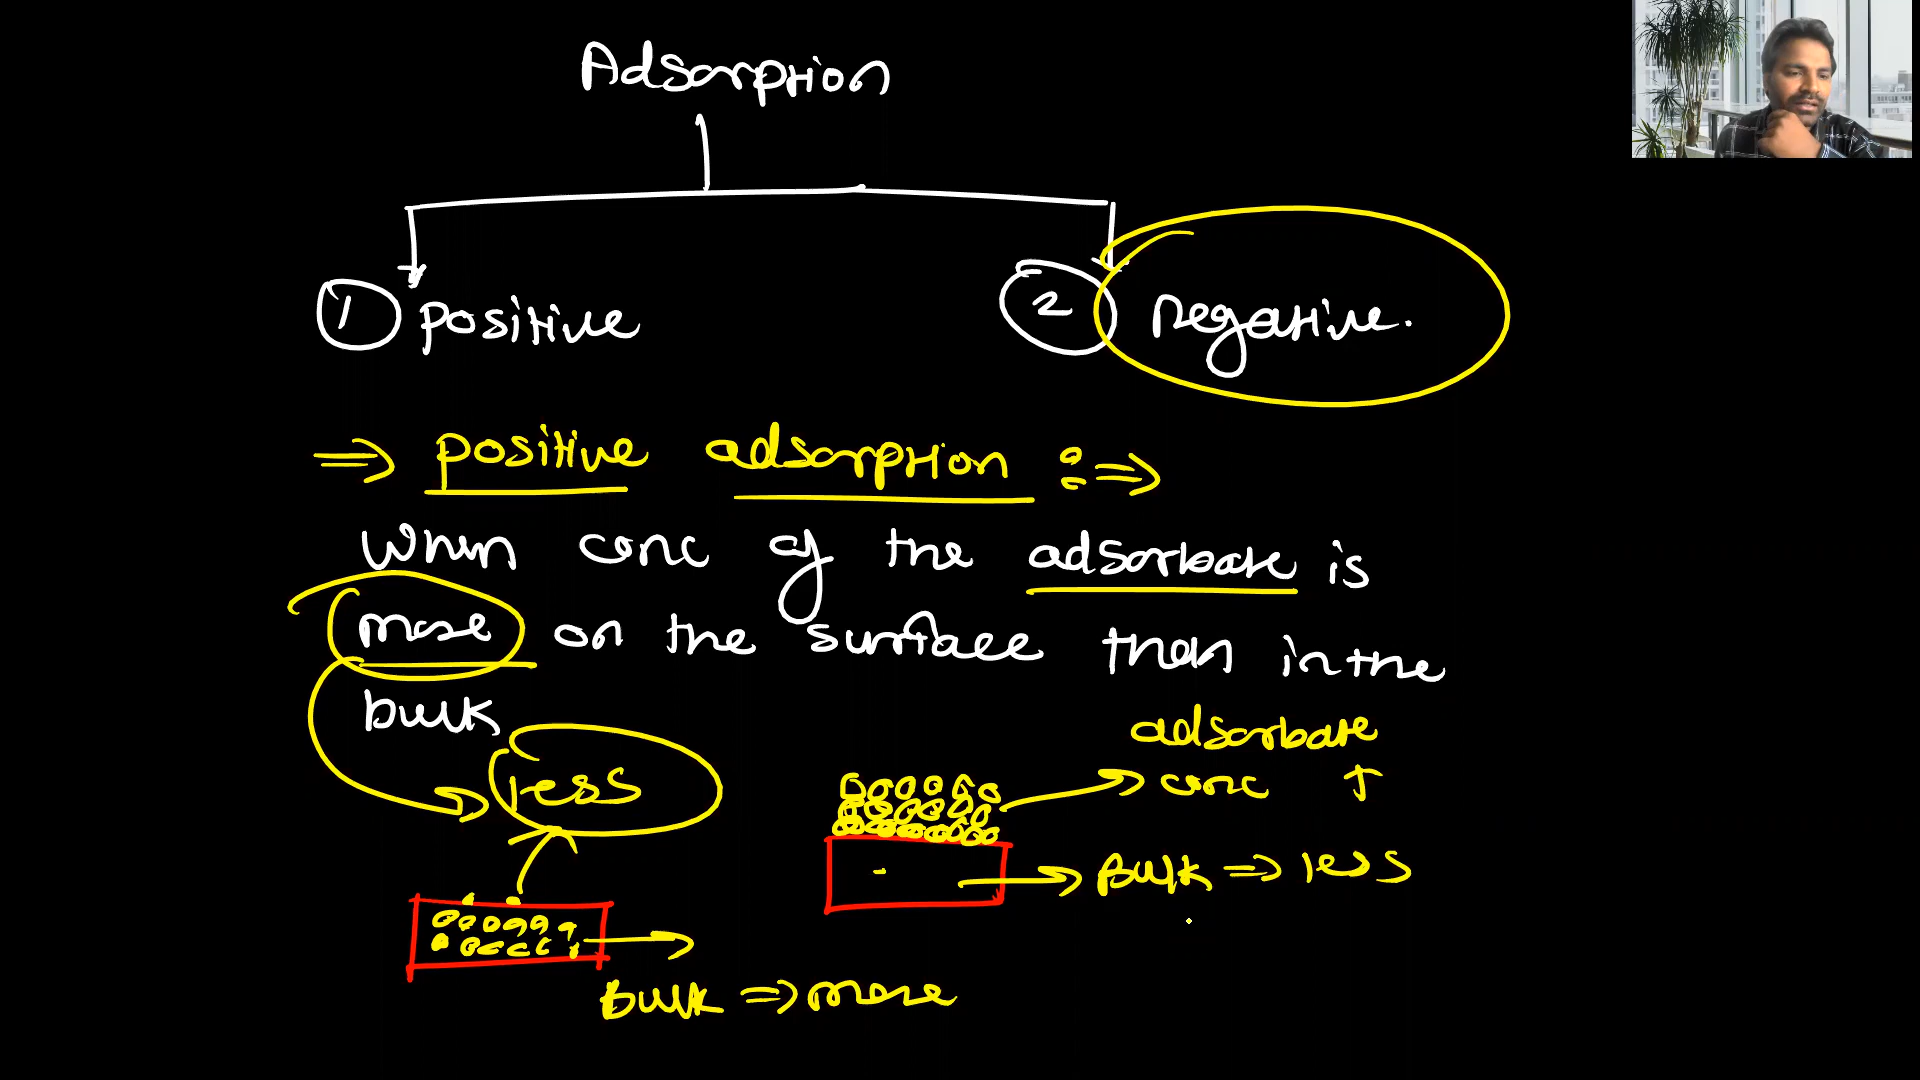 Adsorption
1 positive
2 negative.
⇒ positive adsorption :⇒
When conc of the adsorbate is
more on the surface than in the
bulk
less
adsorbate
conc ↑
Bulk ⇒ less
Bulk ⇒ more